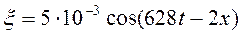 ξ = 5·10⁻³ cos(628t − 2x)